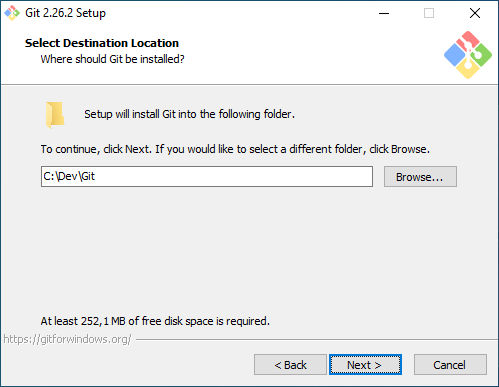 Git 2.26.2 Setup
Select Destination Location
Where should Git be installed?
Setup will install Git into the following folder.
To continue, click Next. If you would like to select a different folder, click Browse.
C:\Dev\Git
Browse...
At least 252,1 MB of free disk space is required.
https://gitforwindows.org/
< Back
Next >
Cancel